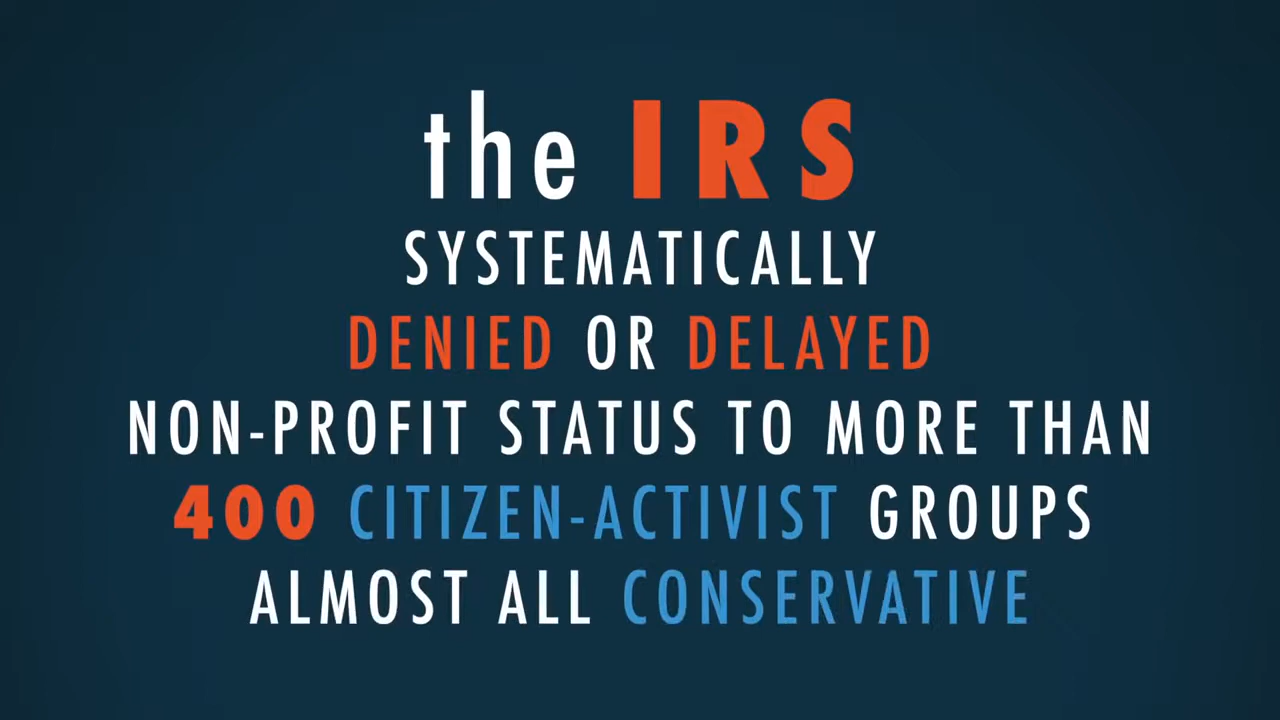 the IRS
SYSTEMATICALLY
DENIED OR DELAYED
NON-PROFIT STATUS TO MORE THAN
400 CITIZEN-ACTIVIST GROUPS
ALMOST ALL CONSERVATIVE